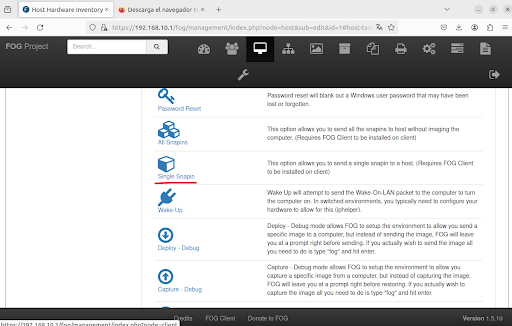 Host Hardware Inventory
Descarga el navegador
https://192.168.10.1/fog/management/index.php?node=host&sub=edit&id=1#host-tas
FOG Project
Search...
Password Reset
Password reset will blank out a Windows user password that may have been
lost or forgotten.
All Snapins
This option allows you to send all the snapins to host without imaging the
computer. (Requires FOG Client to be installed on client)
Single Snapin
This option allows you to send a single snapin to a host. (Requires FOG Client
to be installed on client)
Wake-Up
Wake Up will attempt to send the Wake-On-LAN packet to the computer to
turn the computer on. In switched environments, you typically need to configure your
hardware to allow for this (iphelper).
Deploy - Debug
Deploy - Debug mode allows FOG to setup the environment to allow you send a
specific image to a computer, but instead of sending the image, FOG will leave
you at a prompt right before sending. If you actually wish to send the image all
you need to do is type "fog" and hit enter.
Capture - Debug
Capture - Debug mode allows FOG to setup the environment to allow you
capture a specific image from a computer, but instead of capturing the image,
FOG will leave you at a prompt right before restoring. If you actually wish to
capture the image all you need to do is type "fog" and hit enter.
Credits FOG Client Donate to FOG
Version 1.5.10
https://192.168.10.1/fog/management/index.php?node=client